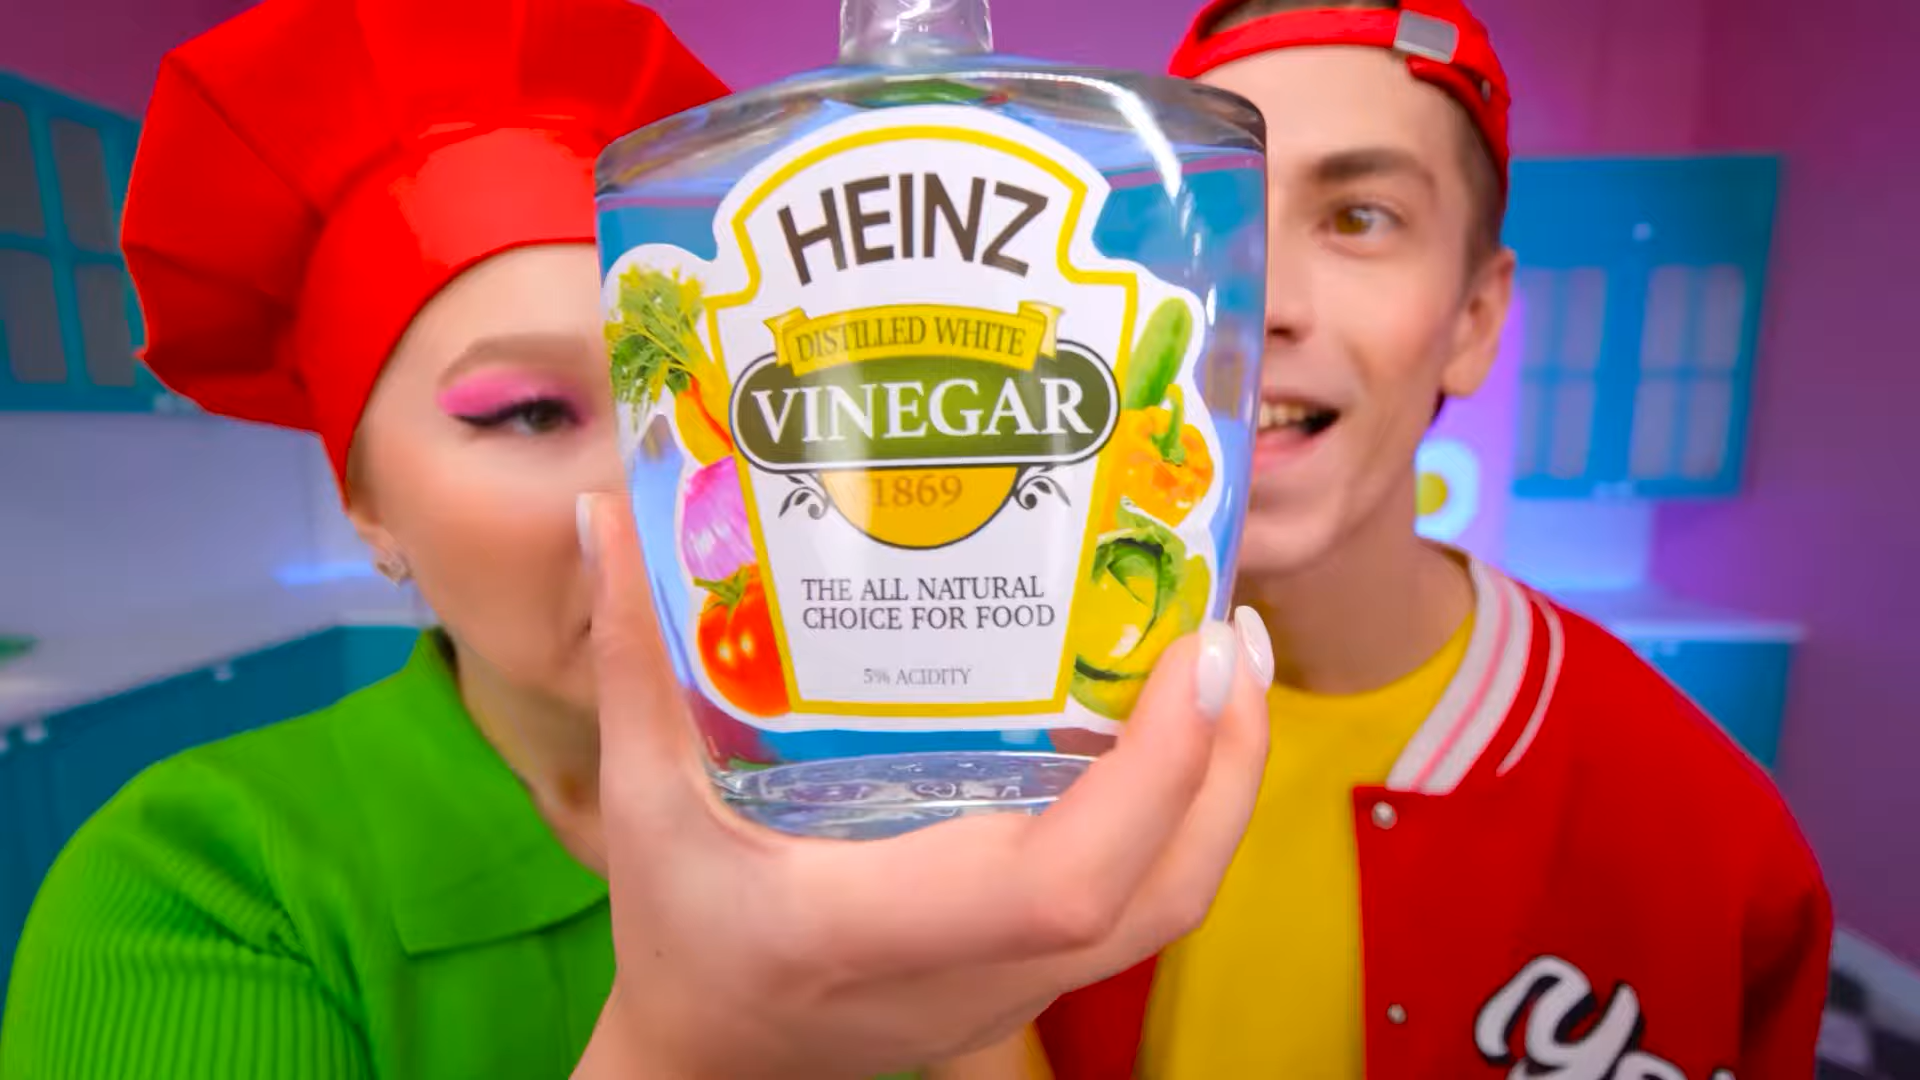 HEINZ
DISTILLED WHITE
VINEGAR
1869
THE ALL NATURAL
CHOICE FOR FOOD
5% ACIDITY